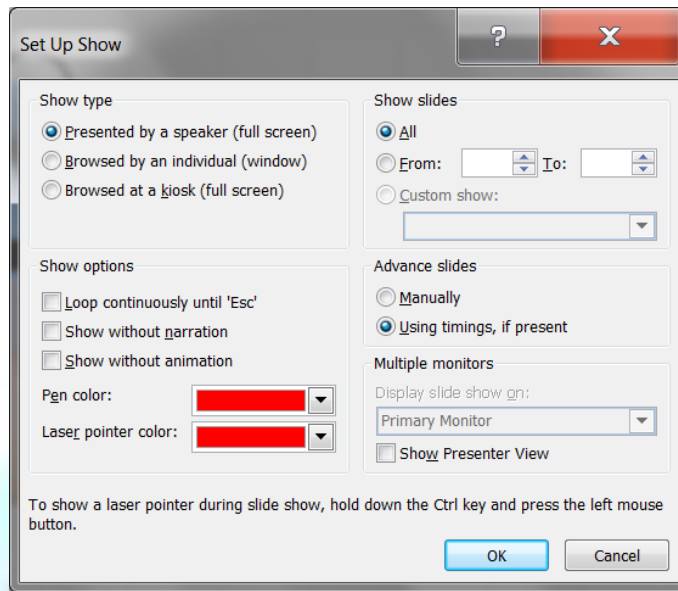 Set Up Show
?
X
Show type
Presented by a speaker (full screen)
Browsed by an individual (window)
Browsed at a kiosk (full screen)
Show slides
All
From: To:
Custom show:
Show options
Loop continuously until 'Esc'
Show without narration
Show without animation
Pen color:
Laser pointer color:
Advance slides
Manually
Using timings, if present
Multiple monitors
Display slide show on:
Primary Monitor
Show Presenter View
To show a laser pointer during slide show, hold down the Ctrl key and press the left mouse
button.
OK Cancel